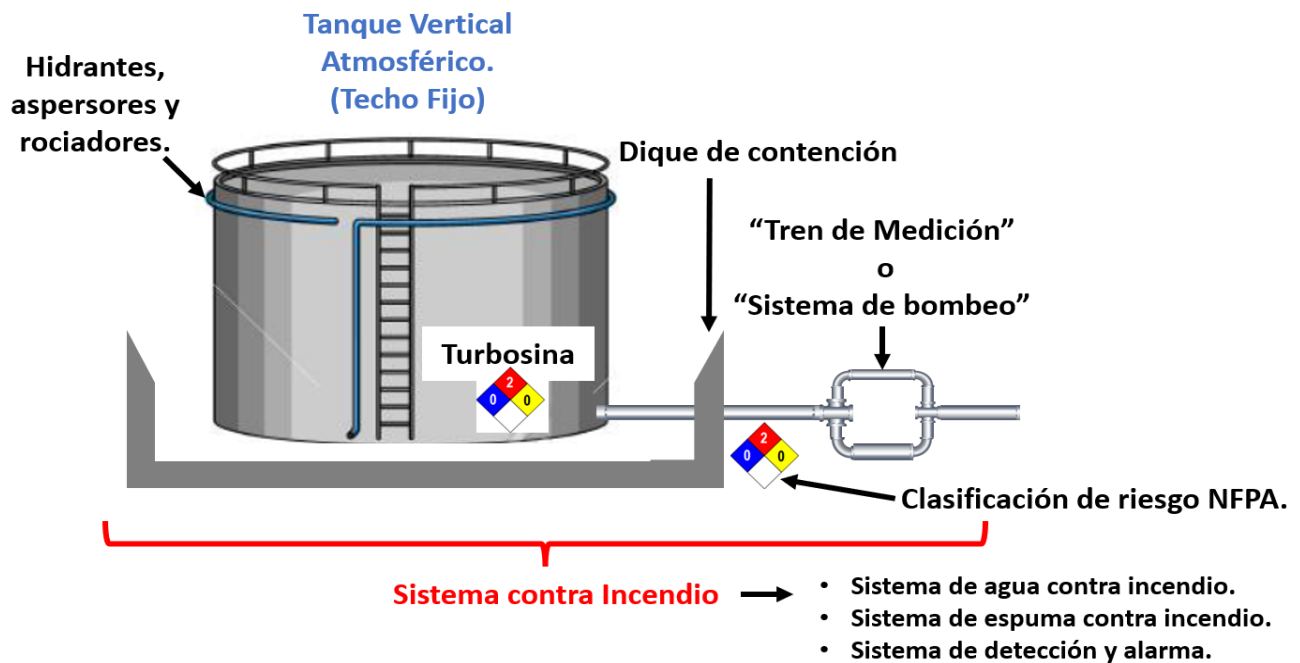 Tanque Vertical
Atmosférico.
(Techo Fijo)
Hidrantes,
aspersores y
rociadores.
Dique de contención
“Tren de Medición”
o
“Sistema de bombeo”
Turbosina
2
0 0
2
0 0
Clasificación de riesgo NFPA.
Sistema contra Incendio
• Sistema de agua contra incendio.
• Sistema de espuma contra incendio.
• Sistema de detección y alarma.